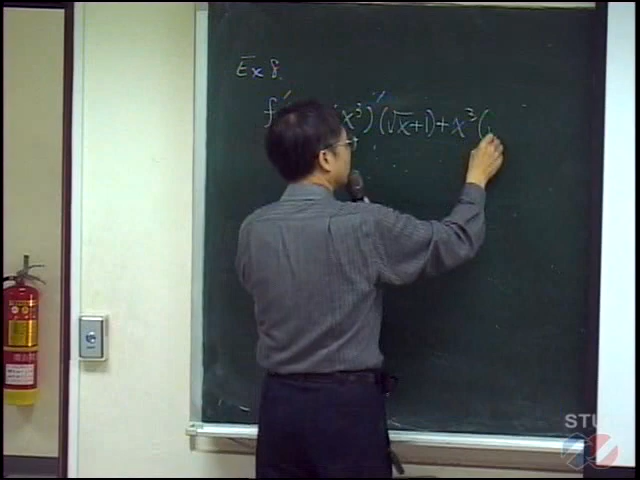 Ex 8.
f' (x³)' (√x+1)+x³(
STU